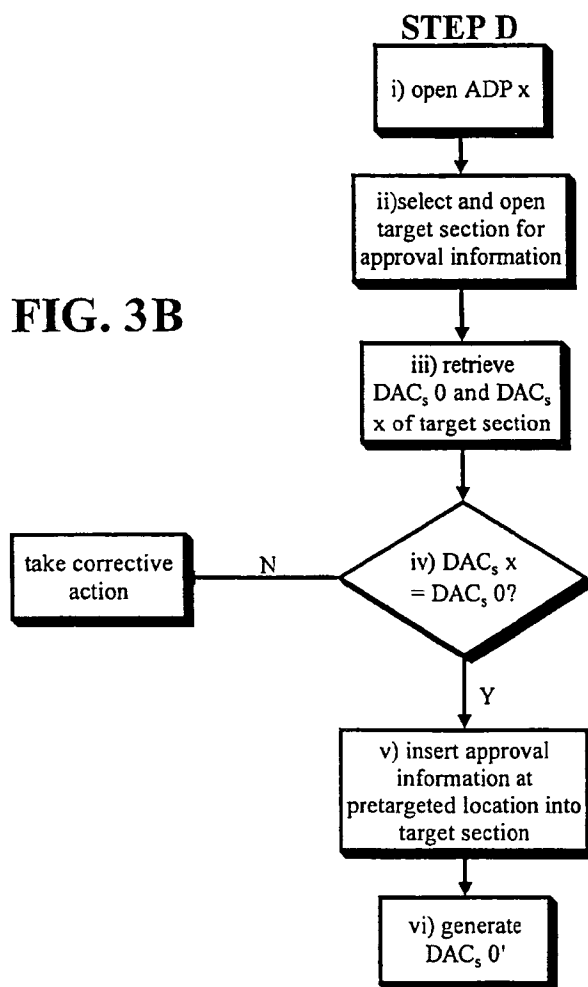 STEP D
i) open ADP x
ii)select and open
target section for
approval information
FIG. 3B
iii) retrieve
DACₛ 0 and DACₛ
x of target section
take corrective
action
N
iv) DACₛ x
= DACₛ 0?
Y
v) insert approval
information at
pretargeted location into
target section
vi) generate
DACₛ 0'